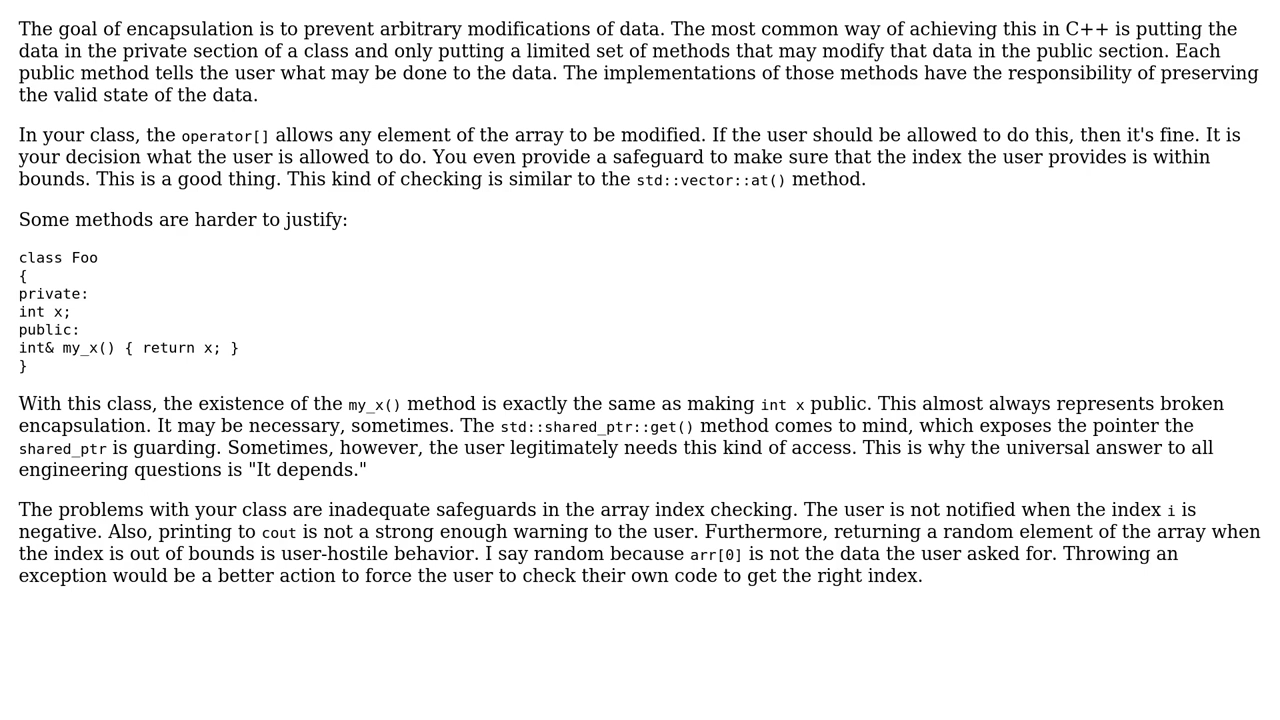 The goal of encapsulation is to prevent arbitrary modifications of data. The most common way of achieving this in C++ is putting the
data in the private section of a class and only putting a limited set of methods that may modify that data in the public section. Each
public method tells the user what may be done to the data. The implementations of those methods have the responsibility of preserving
the valid state of the data.
In your class, the operator[] allows any element of the array to be modified. If the user should be allowed to do this, then it's fine. It is
your decision what the user is allowed to do. You even provide a safeguard to make sure that the index the user provides is within
bounds. This is a good thing. This kind of checking is similar to the std::vector::at() method.
Some methods are harder to justify:
class Foo
{
private:
int x;
public:
int& my_x() { return x; }
}
With this class, the existence of the my_x() method is exactly the same as making int x public. This almost always represents broken
encapsulation. It may be necessary, sometimes. The std::shared_ptr::get() method comes to mind, which exposes the pointer the
shared_ptr is guarding. Sometimes, however, the user legitimately needs this kind of access. This is why the universal answer to all
engineering questions is "It depends."
The problems with your class are inadequate safeguards in the array index checking. The user is not notified when the index i is
negative. Also, printing to cout is not a strong enough warning to the user. Furthermore, returning a random element of the array when
the index is out of bounds is user-hostile behavior. I say random because arr[0] is not the data the user asked for. Throwing an
exception would be a better action to force the user to check their own code to get the right index.